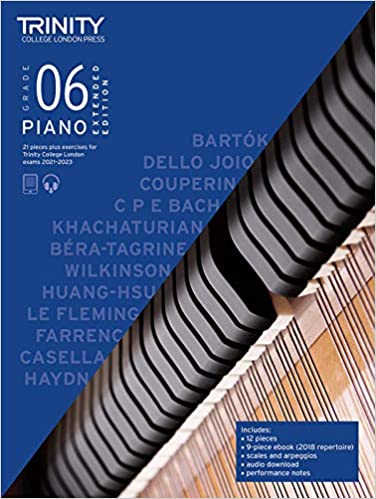 TRINITY
COLLEGE LONDON PRESS
GRADE
06
PIANO
EXTENDED
EDITION
21 pieces plus exercises for
Trinity College London
exams 2021-2023
BARTÓK
DELLO JOIO
COUPERIN
C P E BACH
KHACHATURIAN
BÉRA-TAGRINE
WILKINSON
HUANG-HSU
LE FLEMING
FARRENC
CASELLA
HAYDN
Includes:
• 12 pieces
• 9-piece ebook (2018 repertoire)
• scales and arpeggios
• audio download
• performance notes